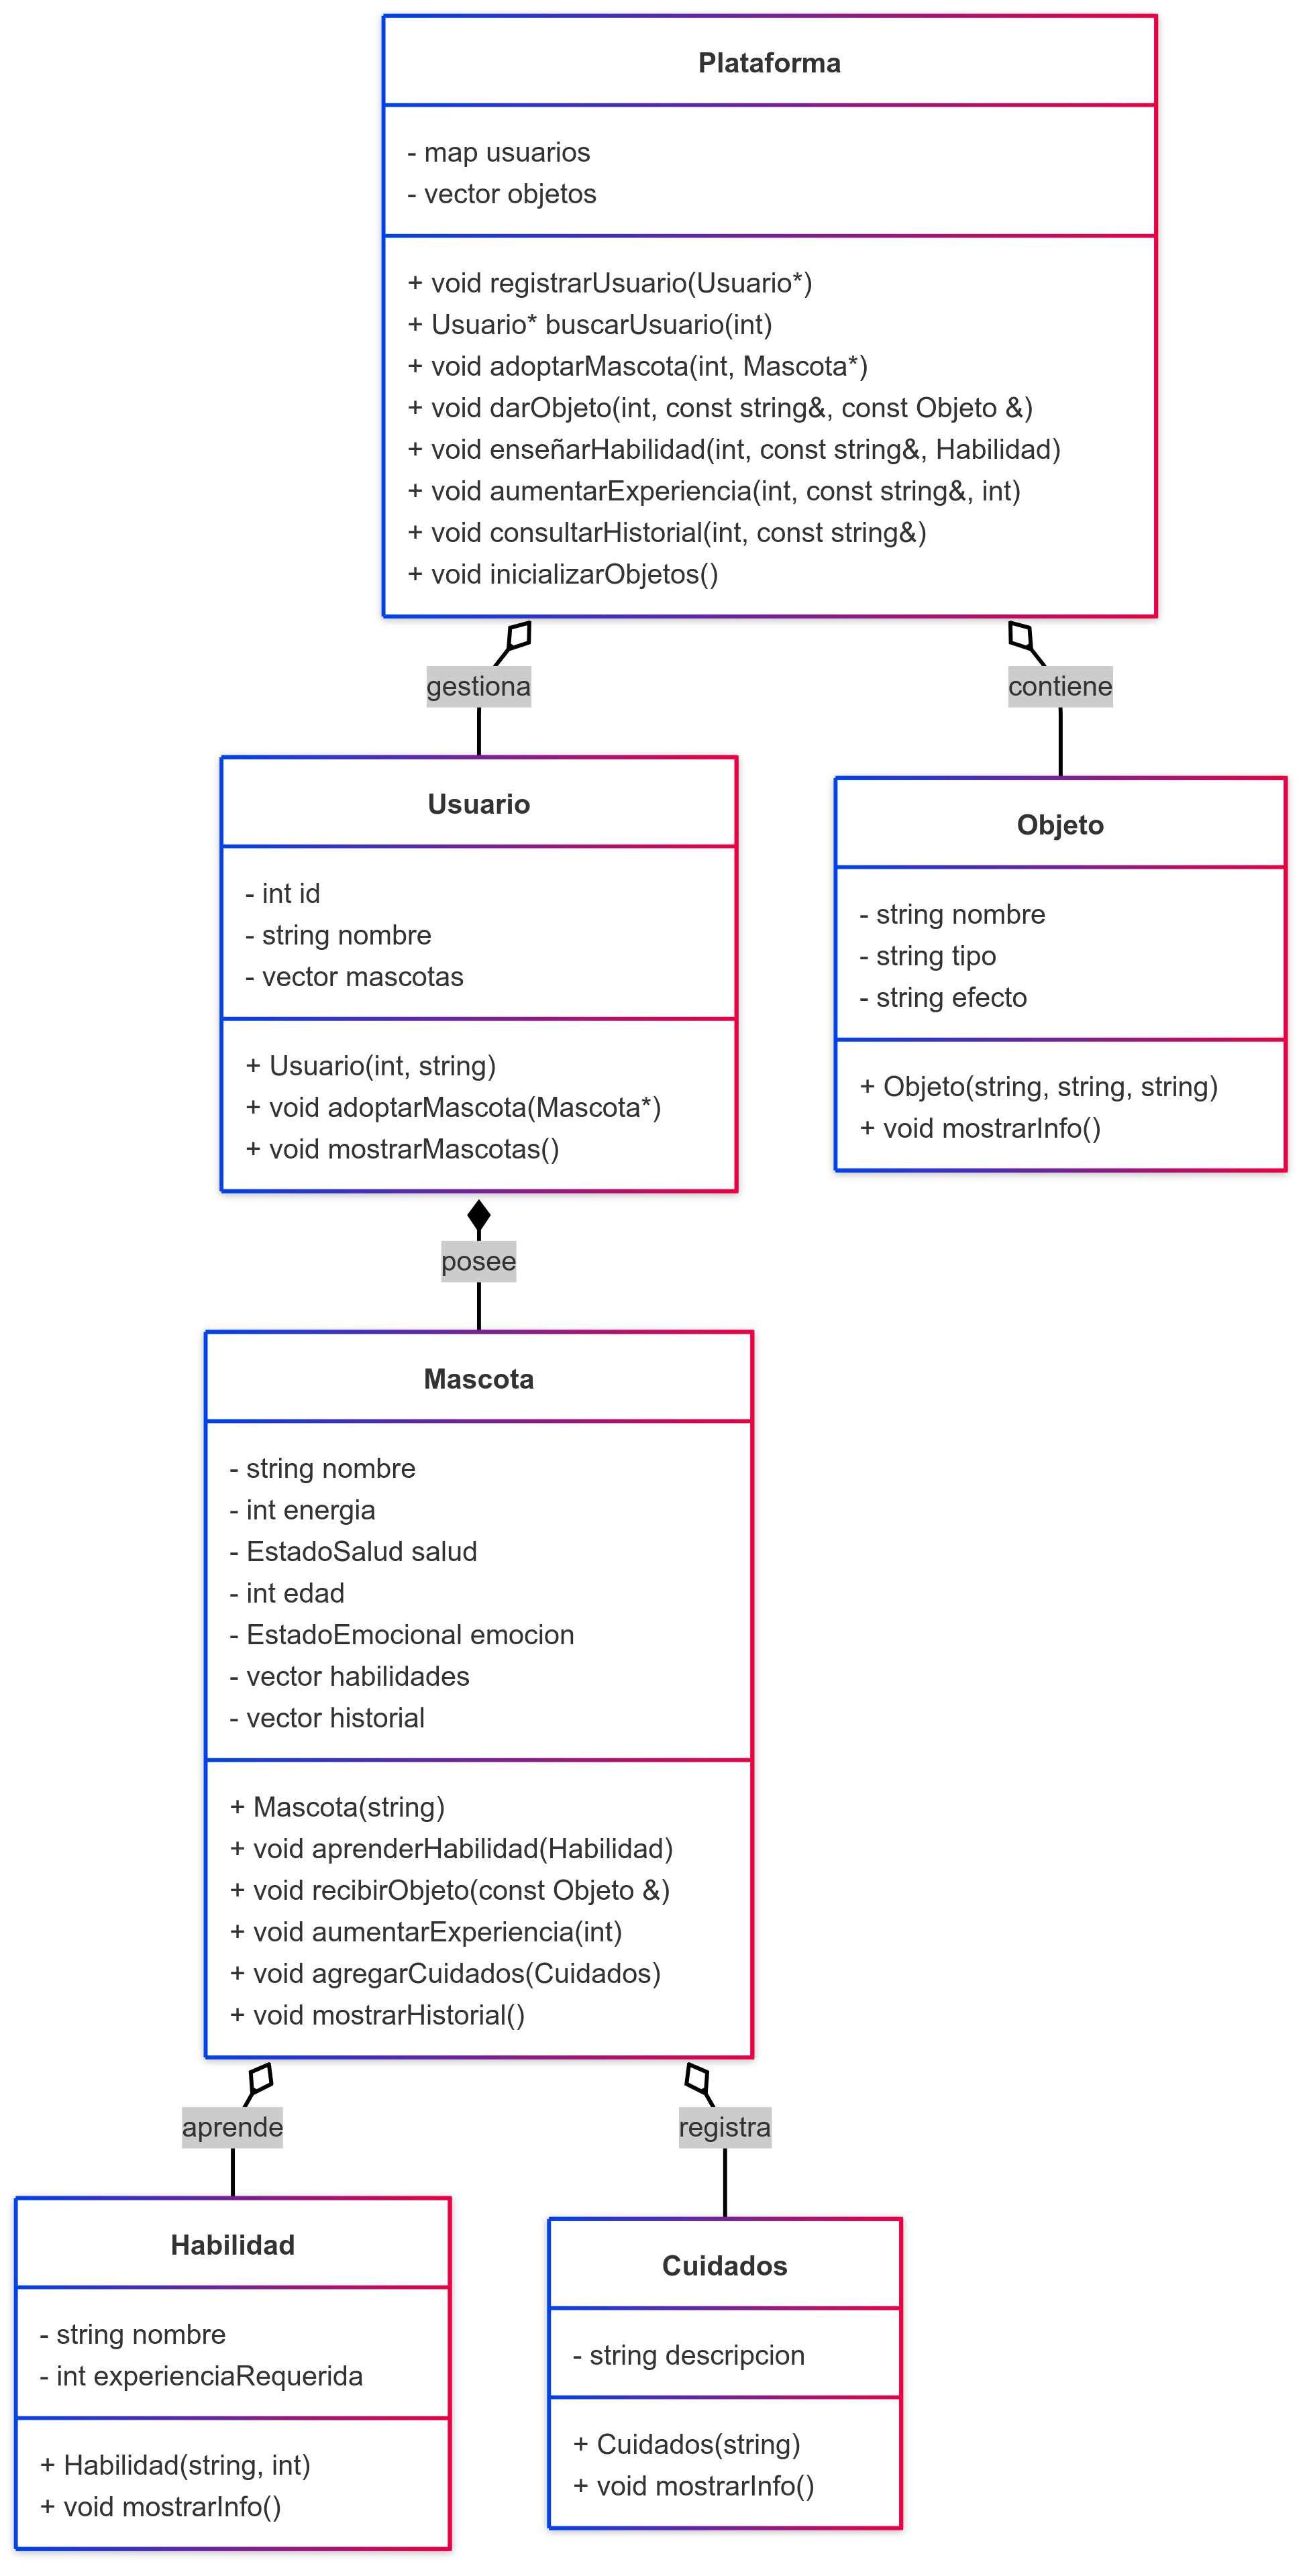 Plataforma
- map usuarios
- vector objetos
+ void registrarUsuario(Usuario*)
+ Usuario* buscarUsuario(int)
+ void adoptarMascota(int, Mascota*)
+ void darObjeto(int, const string&, const Objeto &)
+ void enseñarHabilidad(int, const string&, Habilidad)
+ void aumentarExperiencia(int, const string&, int)
+ void consultarHistorial(int, const string&)
+ void inicializarObjetos()
gestiona
contiene
Usuario
- int id
- string nombre
- vector mascotas
+ Usuario(int, string)
+ void adoptarMascota(Mascota*)
+ void mostrarMascotas()
Objeto
- string nombre
- string tipo
- string efecto
+ Objeto(string, string, string)
+ void mostrarInfo()
posee
Mascota
- string nombre
- int energia
- EstadoSalud salud
- int edad
- EstadoEmocional emocion
- vector habilidades
- vector historial
+ Mascota(string)
+ void aprenderHabilidad(Habilidad)
+ void recibirObjeto(const Objeto &)
+ void aumentarExperiencia(int)
+ void agregarCuidados(Cuidados)
+ void mostrarHistorial()
aprende
registra
Habilidad
- string nombre
- int experienciaRequerida
+ Habilidad(string, int)
+ void mostrarInfo()
Cuidados
- string descripcion
+ Cuidados(string)
+ void mostrarInfo()